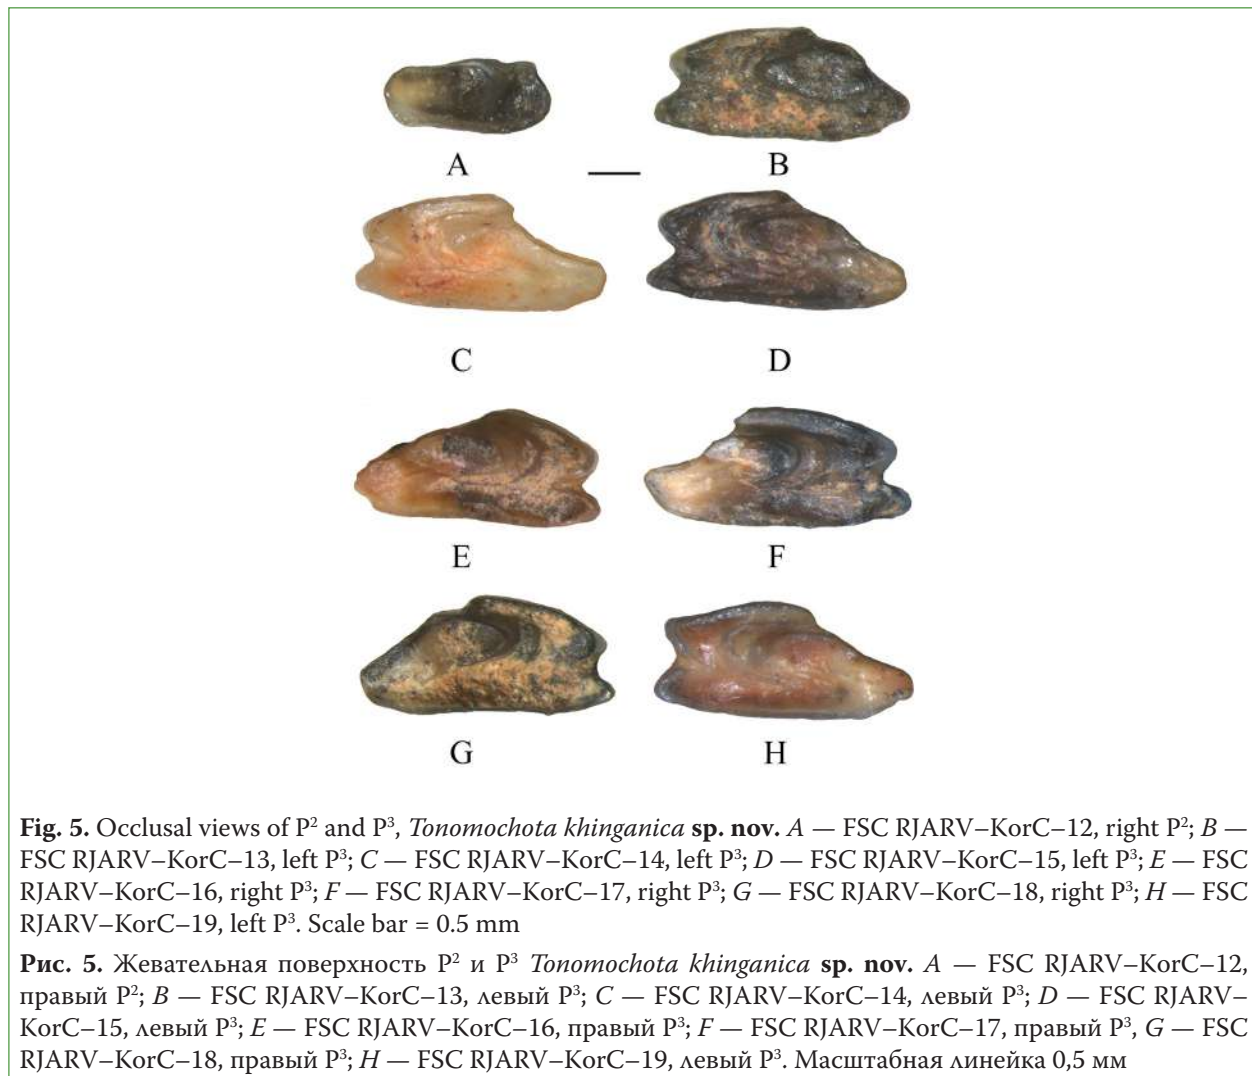 A
B
C
D
E
F
G
H
Fig. 5. Occlusal views of P² and P³, Tonomochota khinganica sp. nov. A — FSC RJARV–KorC–12, right P²; B —
FSC RJARV–KorC–13, left P³; C — FSC RJARV–KorC–14, left P³; D — FSC RJARV–KorC–15, left P³; E — FSC
RJARV–KorC–16, right P³; F — FSC RJARV–KorC–17, right P³; G — FSC RJARV–KorC–18, right P³; H — FSC
RJARV–KorC–19, left P³. Scale bar = 0.5 mm
Рис. 5. Жевательная поверхность P² и P³ Tonomochota khinganica sp. nov. A — FSC RJARV–KorC–12,
правый P²; B — FSC RJARV–KorC–13, левый P³; C — FSC RJARV–KorC–14, левый P³; D — FSC RJARV–
KorC–15, левый P³; E — FSC RJARV–KorC–16, правый P³; F — FSC RJARV–KorC–17, правый P³, G — FSC
RJARV–KorC–18, правый P³; H — FSC RJARV–KorC–19, левый P³. Масштабная линейка 0,5 мм